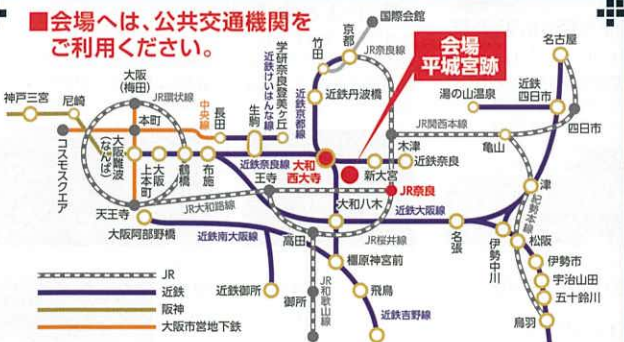 ■会場へは、公共交通機関を
ご利用ください。
国際会館
京都
竹田
JR奈良線
会場
平城宮跡
名古屋
近鉄丹波橋
近鉄京都線
湯の山温泉
近鉄
四日市
四日市
JR関西本線
亀山
大阪
(梅田)
JR環状線
学研奈良登美ヶ丘
近鉄けいはんな線
神戸三宮
尼崎
本町
中央線
長田
生駒
コスモスクエア
大阪難波
(なんば)
大阪
上本町
鶴橋
布施
近鉄奈良線
大和
西大寺
新大宮
木津
近鉄奈良
JR奈良
王寺
天王寺
JR大和路線
大和八木
近鉄大阪線
津
紀勢本線
大阪阿部野橋
近鉄南大阪線
高田
JR桜井線
名張
伊勢中川
松阪
橿原神宮前
伊勢市
宇治山田
五十鈴川
鳥羽
近鉄御所
御所
JR和歌山線
飛鳥
近鉄吉野線
JR
近鉄
阪神
大阪市営地下鉄